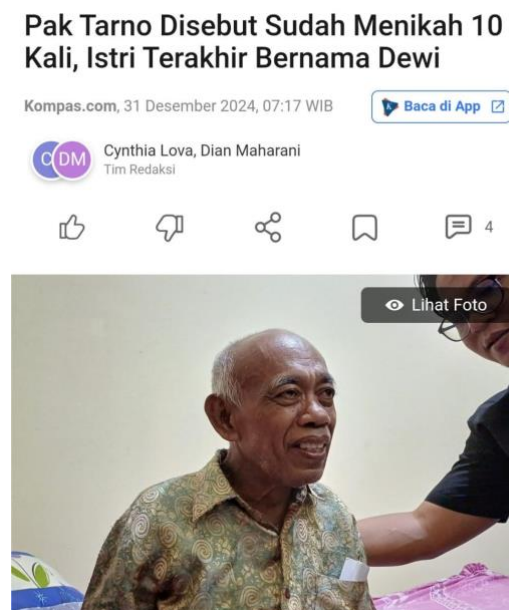 Pak Tarno Disebut Sudah Menikah 10
Kali, Istri Terakhir Bernama Dewi
Kompas.com, 31 Desember 2024, 07:17 WIB
Baca di App
C DM
Cynthia Lova, Dian Maharani
Tim Redaksi
4
Lihat Foto